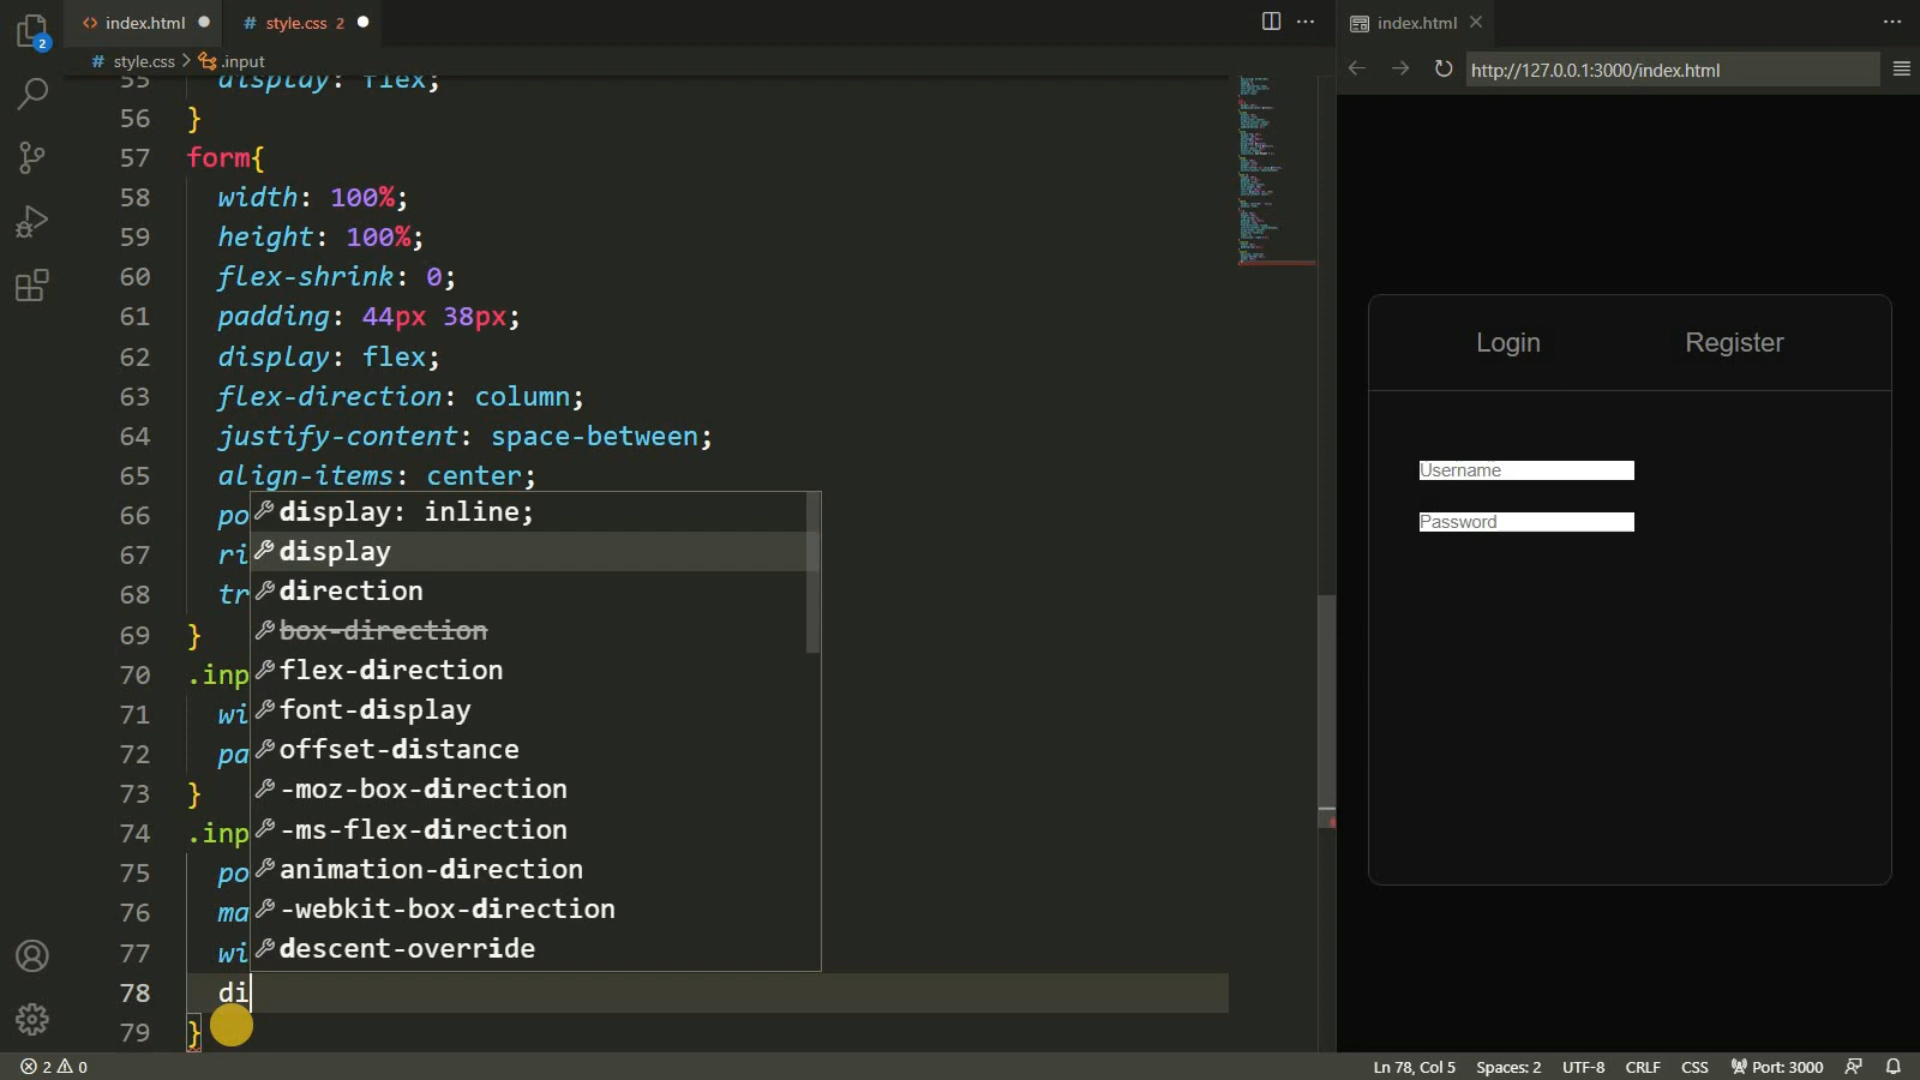 index.html
# style.css 2
index.html
# style.css > .input
http://127.0.0.1:3000/index.html
2
55 display: flex;
56 }
57 form{
58 width: 100%;
59 height: 100%;
60 flex-shrink: 0;
61 padding: 44px 38px;
62 display: flex;
63 flex-direction: column;
64 justify-content: space-between;
65 align-items: center;
66 po
67 ri
68 tr
69 }
70 .inp
71 wi
72 pa
73 }
74 .inp
75 po
76 ma
77 wi
78 di
79 }
display: inline;
display
direction
box-direction
flex-direction
font-display
offset-distance
-moz-box-direction
-ms-flex-direction
animation-direction
-webkit-box-direction
descent-override
Login Register
Username
Password
2 0
Ln 78, Col 5 Spaces: 2 UTF-8 CRLF CSS Port: 3000